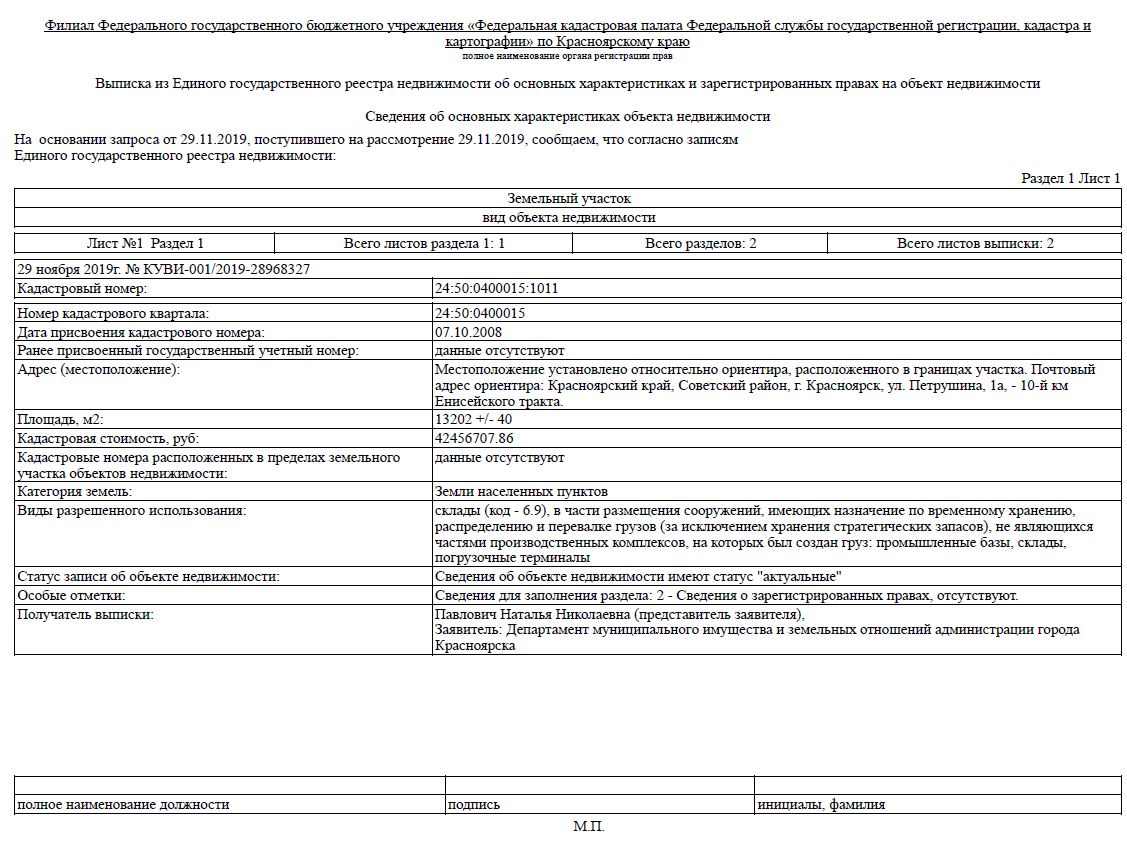 Филиал Федерального государственного бюджетного учреждения «Федеральная кадастровая палата Федеральной службы государственной регистрации, кадастра и
картографии» по Красноярскому краю
полное наименование органа регистрации прав
Выписка из Единого государственного реестра недвижимости об основных характеристиках и зарегистрированных правах на объект недвижимости
Сведения об основных характеристиках объекта недвижимости
На основании запроса от 29.11.2019, поступившего на рассмотрение 29.11.2019, сообщаем, что согласно записям
Единого государственного реестра недвижимости:
Раздел 1 Лист 1
Земельный участок
вид объекта недвижимости
Лист №1 Раздел 1 Всего листов раздела 1: 1 Всего разделов: 2 Всего листов выписки: 2
29 ноября 2019г. № КУВИ-001/2019-28968327
Кадастровый номер: 24:50:0400015:1011
Номер кадастрового квартала: 24:50:0400015
Дата присвоения кадастрового номера: 07.10.2008
Ранее присвоенный государственный учетный номер: данные отсутствуют
Адрес (местоположение): Местоположение установлено относительно ориентира, расположенного в границах участка. Почтовый
адрес ориентира: Красноярский край, Советский район, г. Красноярск, ул. Петрушина, 1а, - 10-й км
Енисейского тракта.
Площадь, м2: 13202 +/- 40
Кадастровая стоимость, руб: 42456707.86
Кадастровые номера расположенных в пределах земельного данные отсутствуют
участка объектов недвижимости:
Категория земель: Земли населенных пунктов
Виды разрешенного использования: склады (код - 6.9), в части размещения сооружений, имеющих назначение по временному хранению,
распределению и перевалке грузов (за исключением хранения стратегических запасов), не являющихся
частями производственных комплексов, на которых был создан груз: промышленные базы, склады,
погрузочные терминалы
Статус записи об объекте недвижимости: Сведения об объекте недвижимости имеют статус "актуальные"
Особые отметки: Сведения для заполнения раздела: 2 - Сведения о зарегистрированных правах, отсутствуют.
Получатель выписки: Павлович Наталья Николаевна (представитель заявителя),
Заявитель: Департамент муниципального имущества и земельных отношений администрации города
Красноярска
полное наименование должности подпись инициалы, фамилия
М.П.